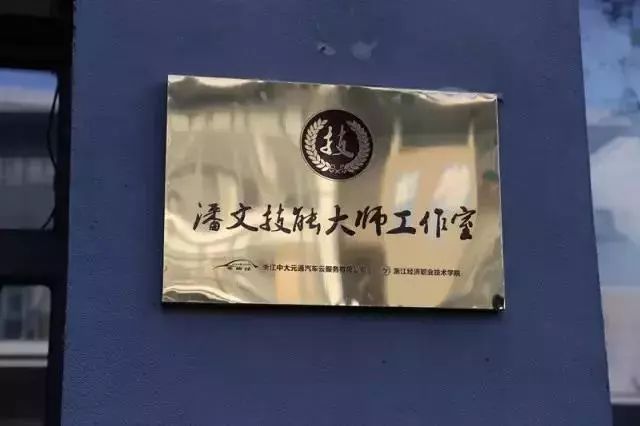 技
潘文技能大师工作室
浙江中大元通汽车云服务有限公司 浙江经济职业技术学院